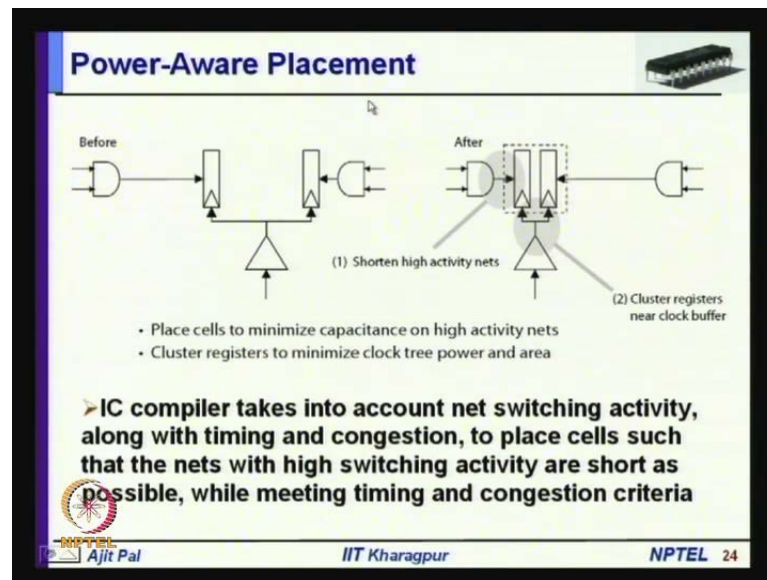 Power-Aware Placement
Before
After
(1) Shorten high activity nets
(2) Cluster registers
near clock buffer
• Place cells to minimize capacitance on high activity nets
• Cluster registers to minimize clock tree power and area
➢IC compiler takes into account net switching activity,
along with timing and congestion, to place cells such
that the nets with high switching activity are short as
possible, while meeting timing and congestion criteria
NPTEL
Ajit Pal
IIT Kharagpur
NPTEL 24